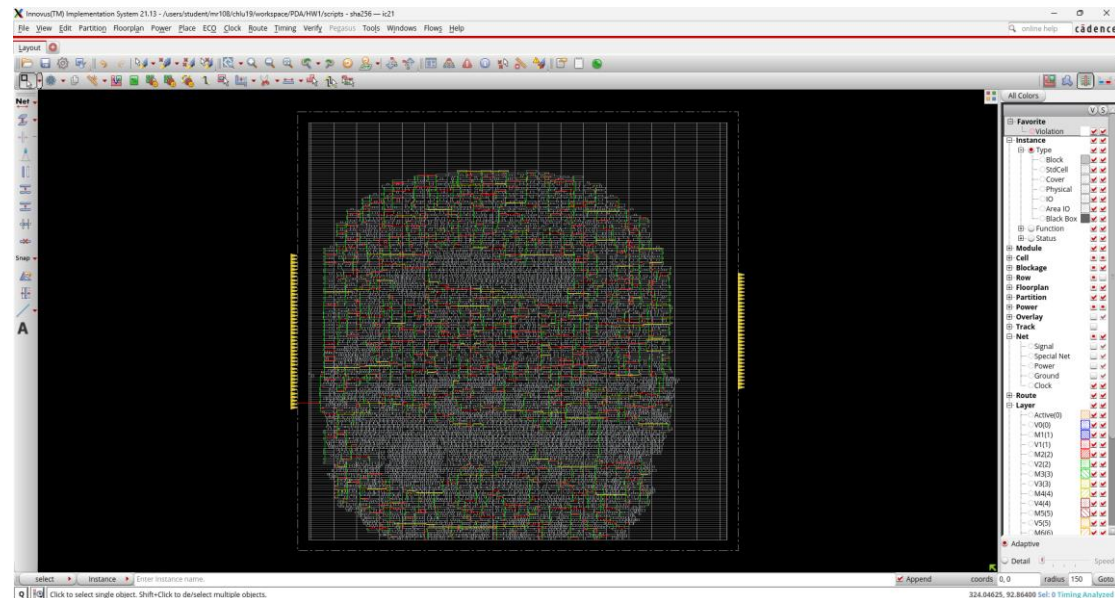 Innovus(TM) Implementation System 21.13 - /users/student/mr108/chlu19/workspace/PDA/HW1/scripts - sha256 — ic21
File View Edit Partition Floorplan Power Place ECO Clock Route Timing Verify Pegasus Tools Windows Flows Help
online help cādence
Layout
All Colors
Net
V S
Favorite
Violation
Instance
Type
Block
StdCell
Cover
Physical
IO
Area IO
Black Box
Function
Status
Module
Cell
Blockage
Row
Floorplan
Partition
Power
Overlay
Track
Net
Signal
Special Net
Power
Ground
Clock
Route
Layer
Active(0)
V0(0)
M1(1)
V1(1)
M2(2)
V2(2)
M3(3)
V3(3)
M4(4)
V4(4)
M5(5)
V5(5)
M6(6)
Snap
A
Adaptive
Detail Speed
select Instance Enter Instance name. Append coords 0, 0 radius 150 Goto
Q Click to select single object. Shift+Click to de/select multiple objects. 324.04625, 92.86400 Sel: 0 Timing Analyzed